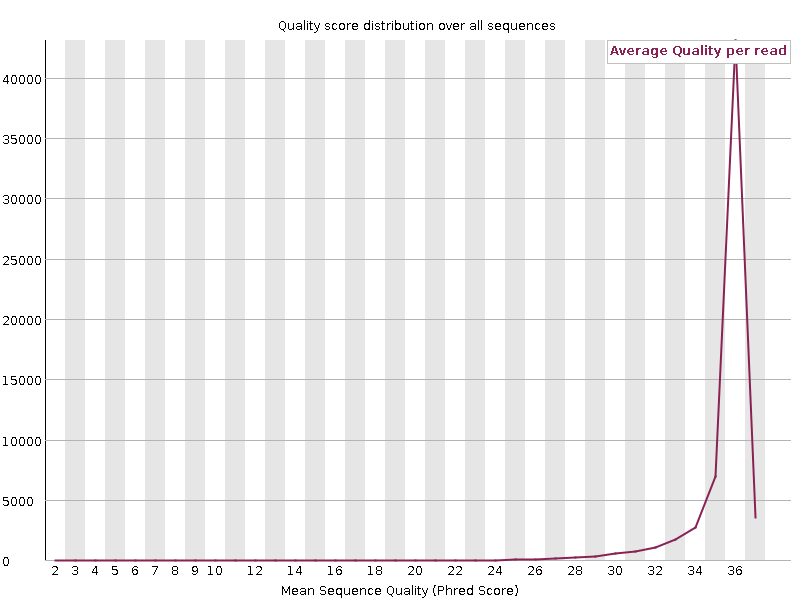 Quality score distribution over all sequences
Average Quality per read
40000
35000
30000
25000
20000
15000
10000
5000
0
2 3 4 5 6 7 8 9 10 12 14 16 18 20 22 24 26 28 30 32 34 36
Mean Sequence Quality (Phred Score)